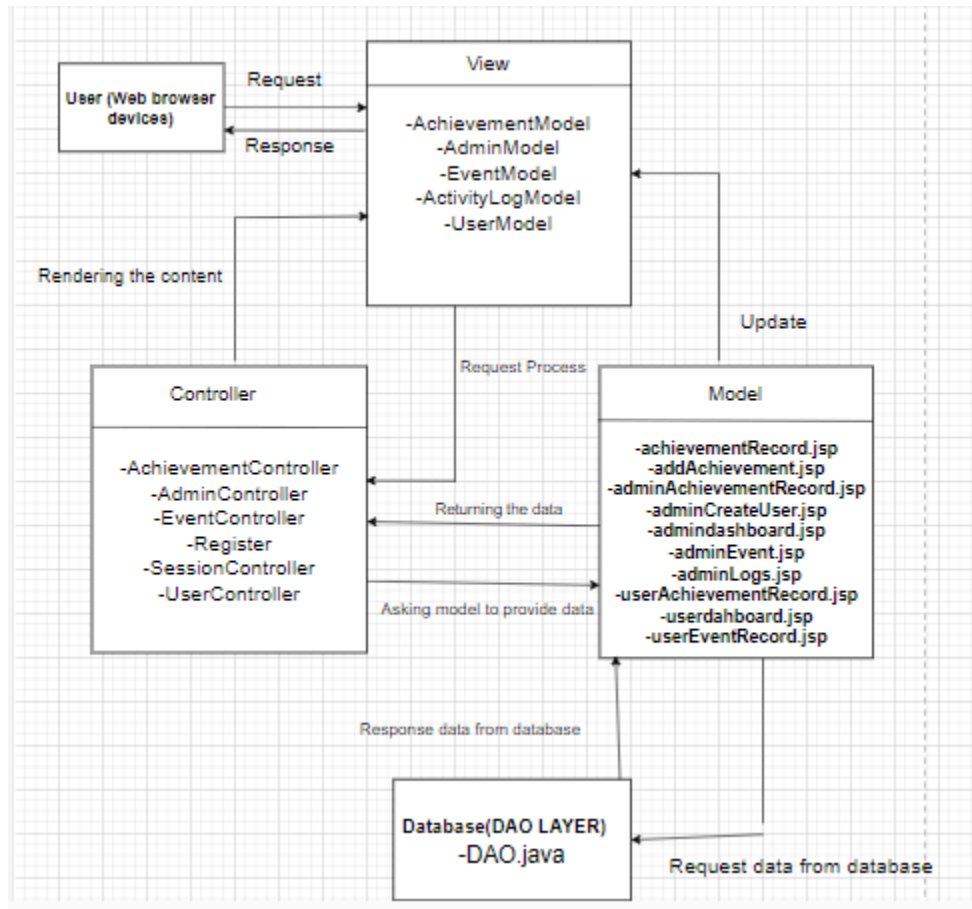 User (Web browser
devices)
Request
Response
View
-AchievementModel
-AdminModel
-EventModel
-ActivityLogModel
-UserModel
Rendering the content
Update
Request Process
Controller
-AchievementController
-AdminController
-EventController
-Register
-SessionController
-UserController
Returning the data
Asking model to provide data
Model
-achievementRecord.jsp
-addAchievement.jsp
-adminAchievementRecord.jsp
-adminCreateUser.jsp
-admindashboard.jsp
-adminEvent.jsp
-adminLogs.jsp
-userAchievementRecord.jsp
-userdahboard.jsp
-userEventRecord.jsp
Response data from database
Database(DAO LAYER)
-DAO.java
Request data from database